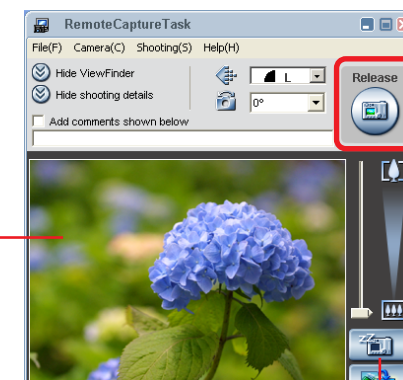 RemoteCaptureTask
File(F) Camera(C) Shooting(S) Help(H)
Hide ViewFinder
L
Release
Hide shooting details
0°
Add comments shown below